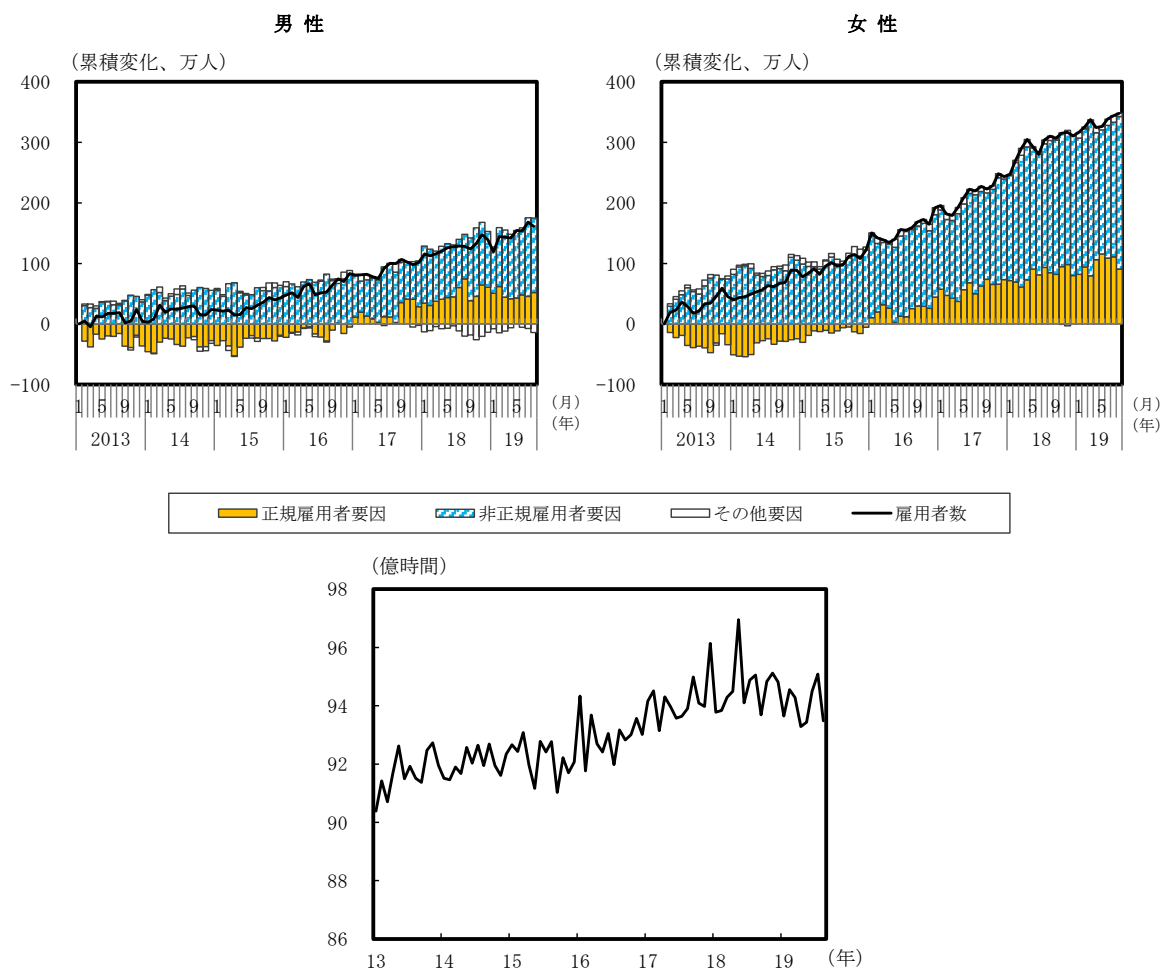 男 性
(累積変化、万人)
400
300
200
100
0
-100
1 5 9 1 5 9 1 5 9 1 5 9 1 5 9 1 5 9 1 5
(月)
2013 14 15 16 17 18 19
(年)
女 性
(累積変化、万人)
400
300
200
100
0
-100
1 5 9 1 5 9 1 5 9 1 5 9 1 5 9 1 5 9 1 5
(月)
2013 14 15 16 17 18 19
(年)
正規雇用者要因 非正規雇用者要因 その他要因 雇用者数
(億時間)
98
96
94
92
90
88
86
13 14 15 16 17 18 19 (年)